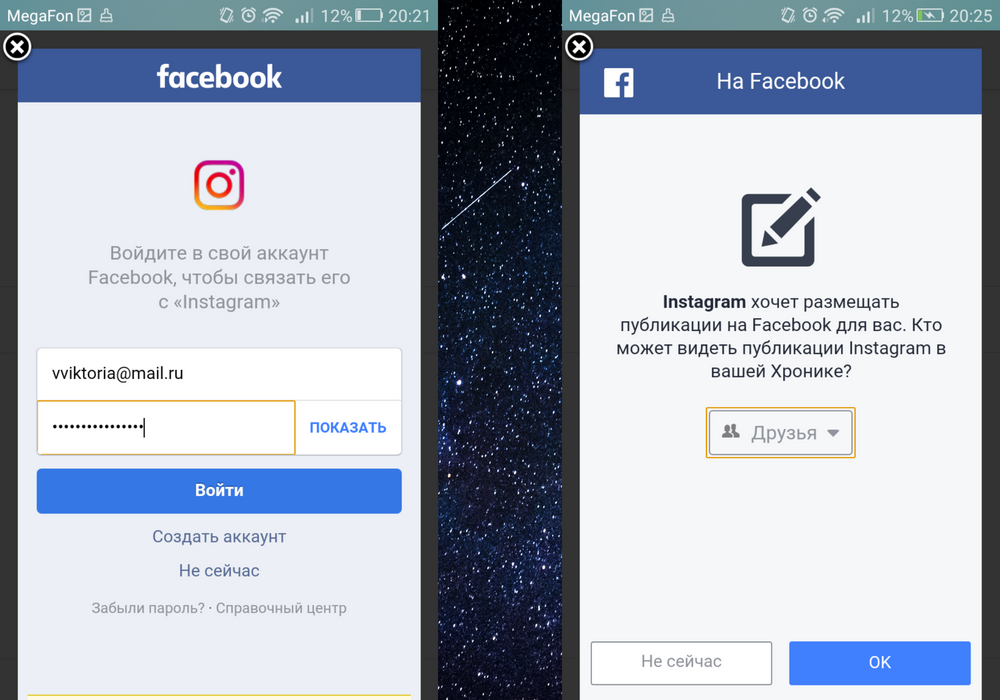 MegaFon 12% 20:21
facebook
Войдите в свой аккаунт
Facebook, чтобы связать его
с «Instagram»
vviktoria@mail.ru
•••••••••••••••• ПОКАЗАТЬ
Войти
Создать аккаунт
Не сейчас
Забыли пароль? · Справочный центр
MegaFon 12% 20:25
На Facebook
Instagram хочет размещать
публикации на Facebook для вас. Кто
может видеть публикации Instagram в
вашей Хронике?
Друзья
Не сейчас OK